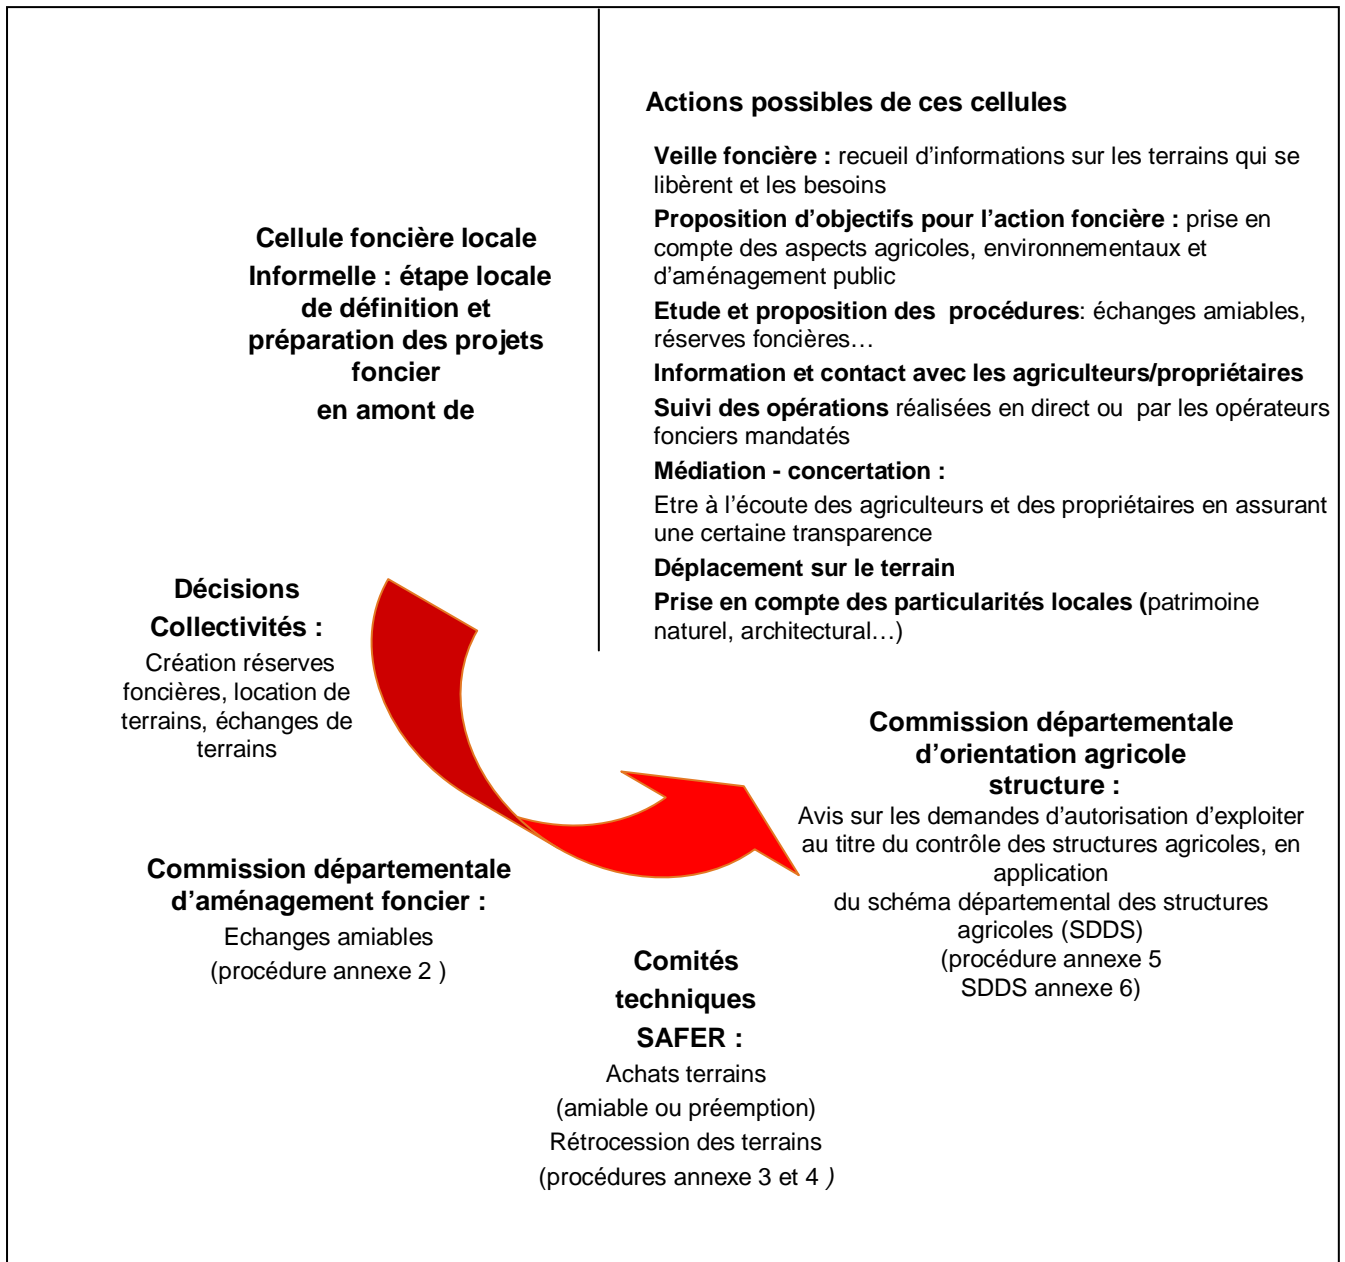 Cellule foncière locale
Informelle : étape locale
de définition et
préparation des projets
foncier
en amont de
Actions possibles de ces cellules
Veille foncière : recueil d’informations sur les terrains qui se
libèrent et les besoins
Proposition d’objectifs pour l’action foncière : prise en
compte des aspects agricoles, environnementaux et
d’aménagement public
Etude et proposition des procédures: échanges amiables,
réserves foncières…
Information et contact avec les agriculteurs/propriétaires
Suivi des opérations réalisées en direct ou par les opérateurs
fonciers mandatés
Médiation - concertation :
Etre à l’écoute des agriculteurs et des propriétaires en assurant
une certaine transparence
Déplacement sur le terrain
Prise en compte des particularités locales (patrimoine
naturel, architectural…)
Décisions
Collectivités :
Création réserves
foncières, location de
terrains, échanges de
terrains
Commission départementale
d’aménagement foncier :
Echanges amiables
(procédure annexe 2 )
Comités
techniques
SAFER :
Achats terrains
(amiable ou préemption)
Rétrocession des terrains
(procédures annexe 3 et 4 )
Commission départementale
d’orientation agricole
structure :
Avis sur les demandes d’autorisation d’exploiter
au titre du contrôle des structures agricoles, en
application
du schéma départemental des structures
agricoles (SDDS)
(procédure annexe 5
SDDS annexe 6)